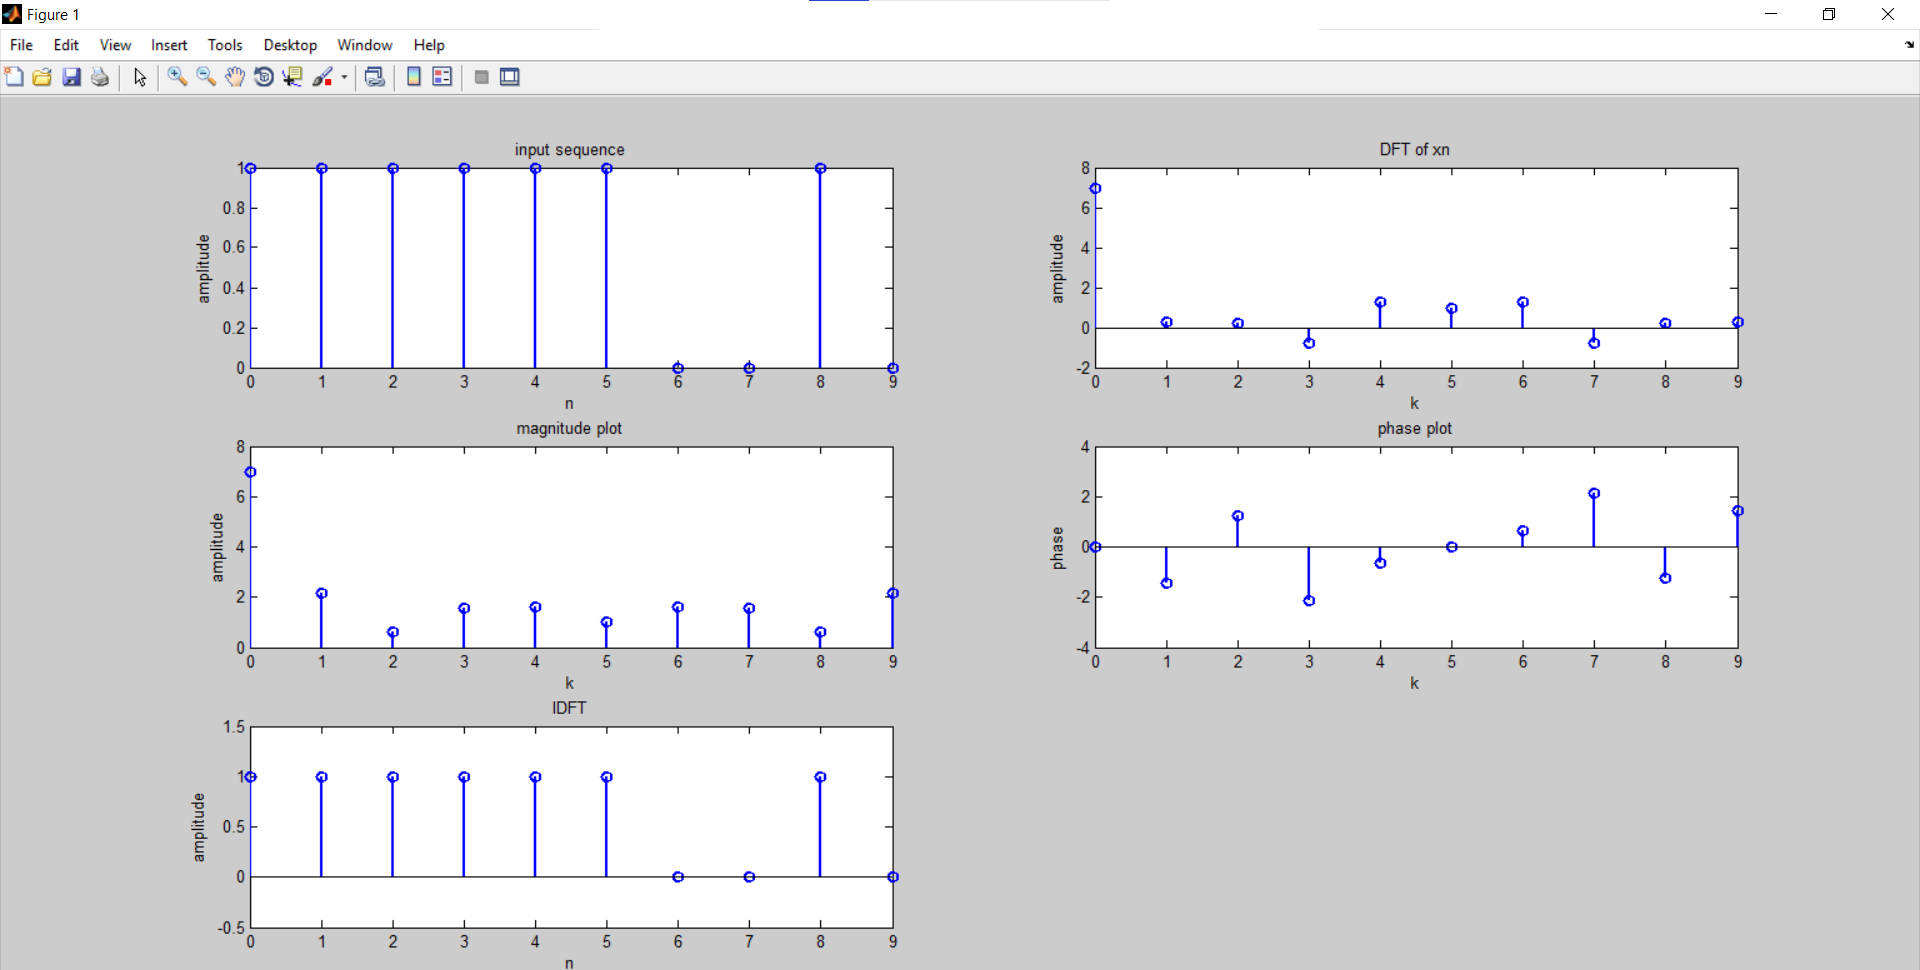 Figure 1
File Edit View Insert Tools Desktop Window Help
input sequence
amplitude
1
0.8
0.6
0.4
0.2
0
0 1 2 3 4 5 6 7 8 9
n
DFT of xn
amplitude
8
6
4
2
0
-2
0 1 2 3 4 5 6 7 8 9
k
magnitude plot
amplitude
8
6
4
2
0
0 1 2 3 4 5 6 7 8 9
k
phase plot
phase
4
2
0
-2
-4
0 1 2 3 4 5 6 7 8 9
k
IDFT
amplitude
1.5
1
0.5
0
-0.5
0 1 2 3 4 5 6 7 8 9
n